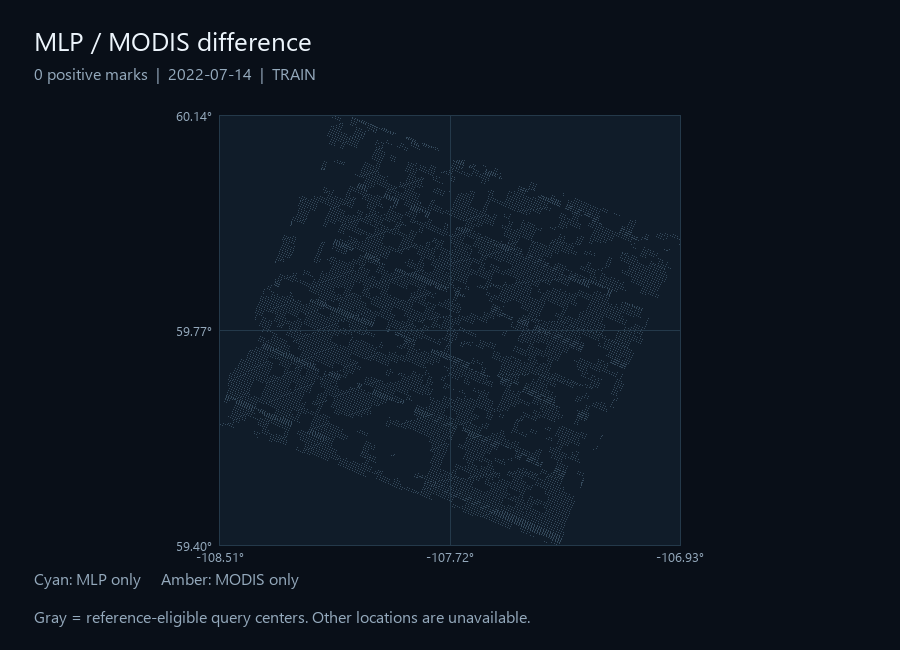 MLP / MODIS difference
0 positive marks | 2022-07-14 | TRAIN
60.14°
59.77°
59.40°
-108.51° -107.72° -106.93°
Cyan: MLP only Amber: MODIS only
Gray = reference-eligible query centers. Other locations are unavailable.